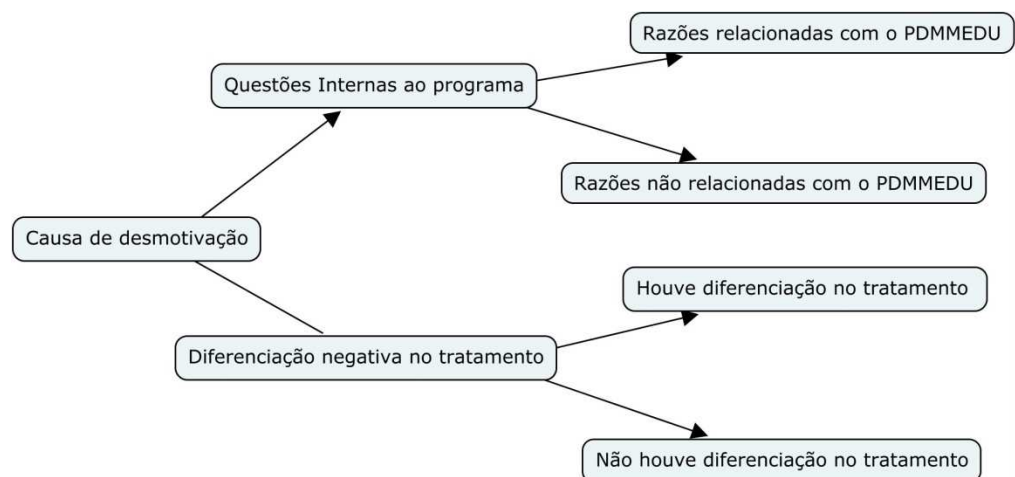 Razões relacionadas com o PDMMEDU
Questões Internas ao programa
Razões não relacionadas com o PDMMEDU
Causa de desmotivação
Houve diferenciação no tratamento
Diferenciação negativa no tratamento
Não houve diferenciação no tratamento